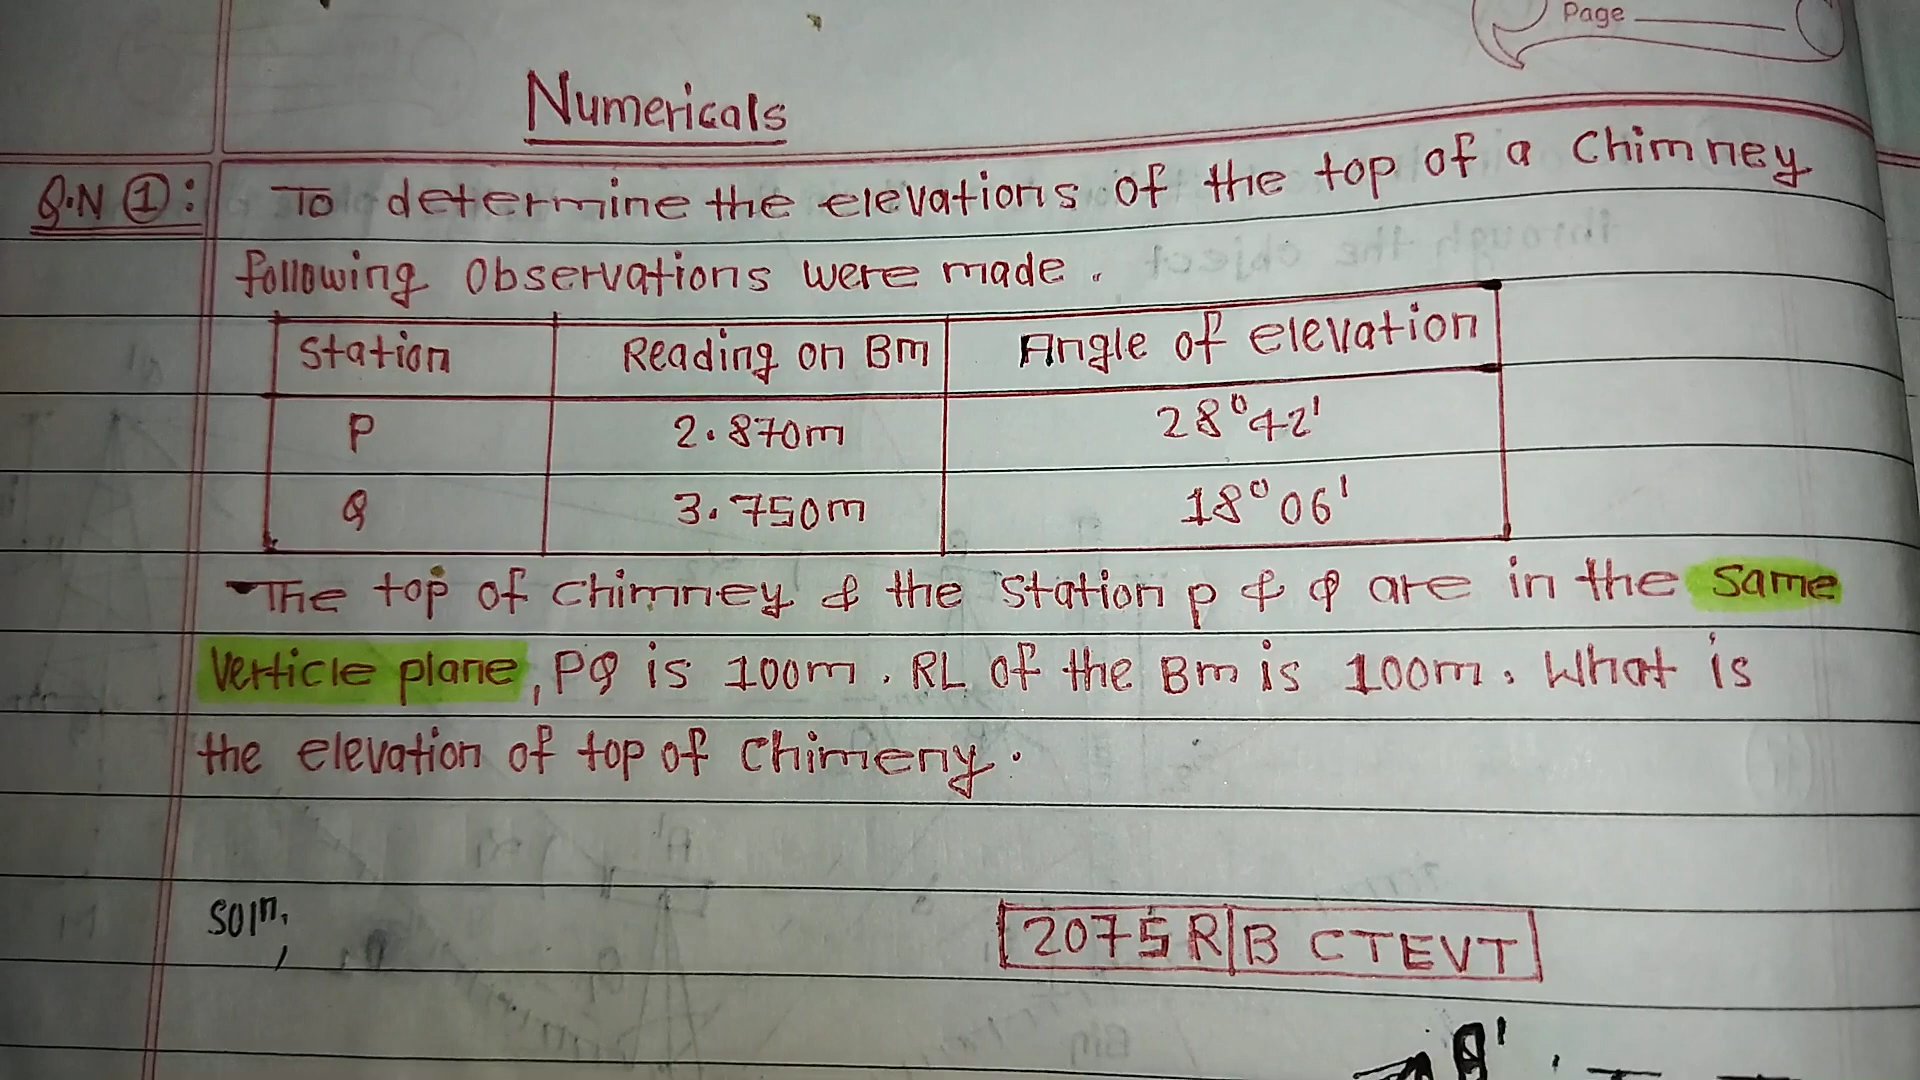 Page
Numericals
Q.N ①: To determine the elevations of the top of a Chimney
following observations were made.
Station Reading on Bm Angle of elevation
P 2.870m 28°42'
Q 3.750m 18°06'
The top of chimney & the station p & Q are in the same
verticle plane, PQ is 100m. RL of the Bm is 100m. What is
the elevation of top of Chimeny.
soln,
2075 R/B CTEVT